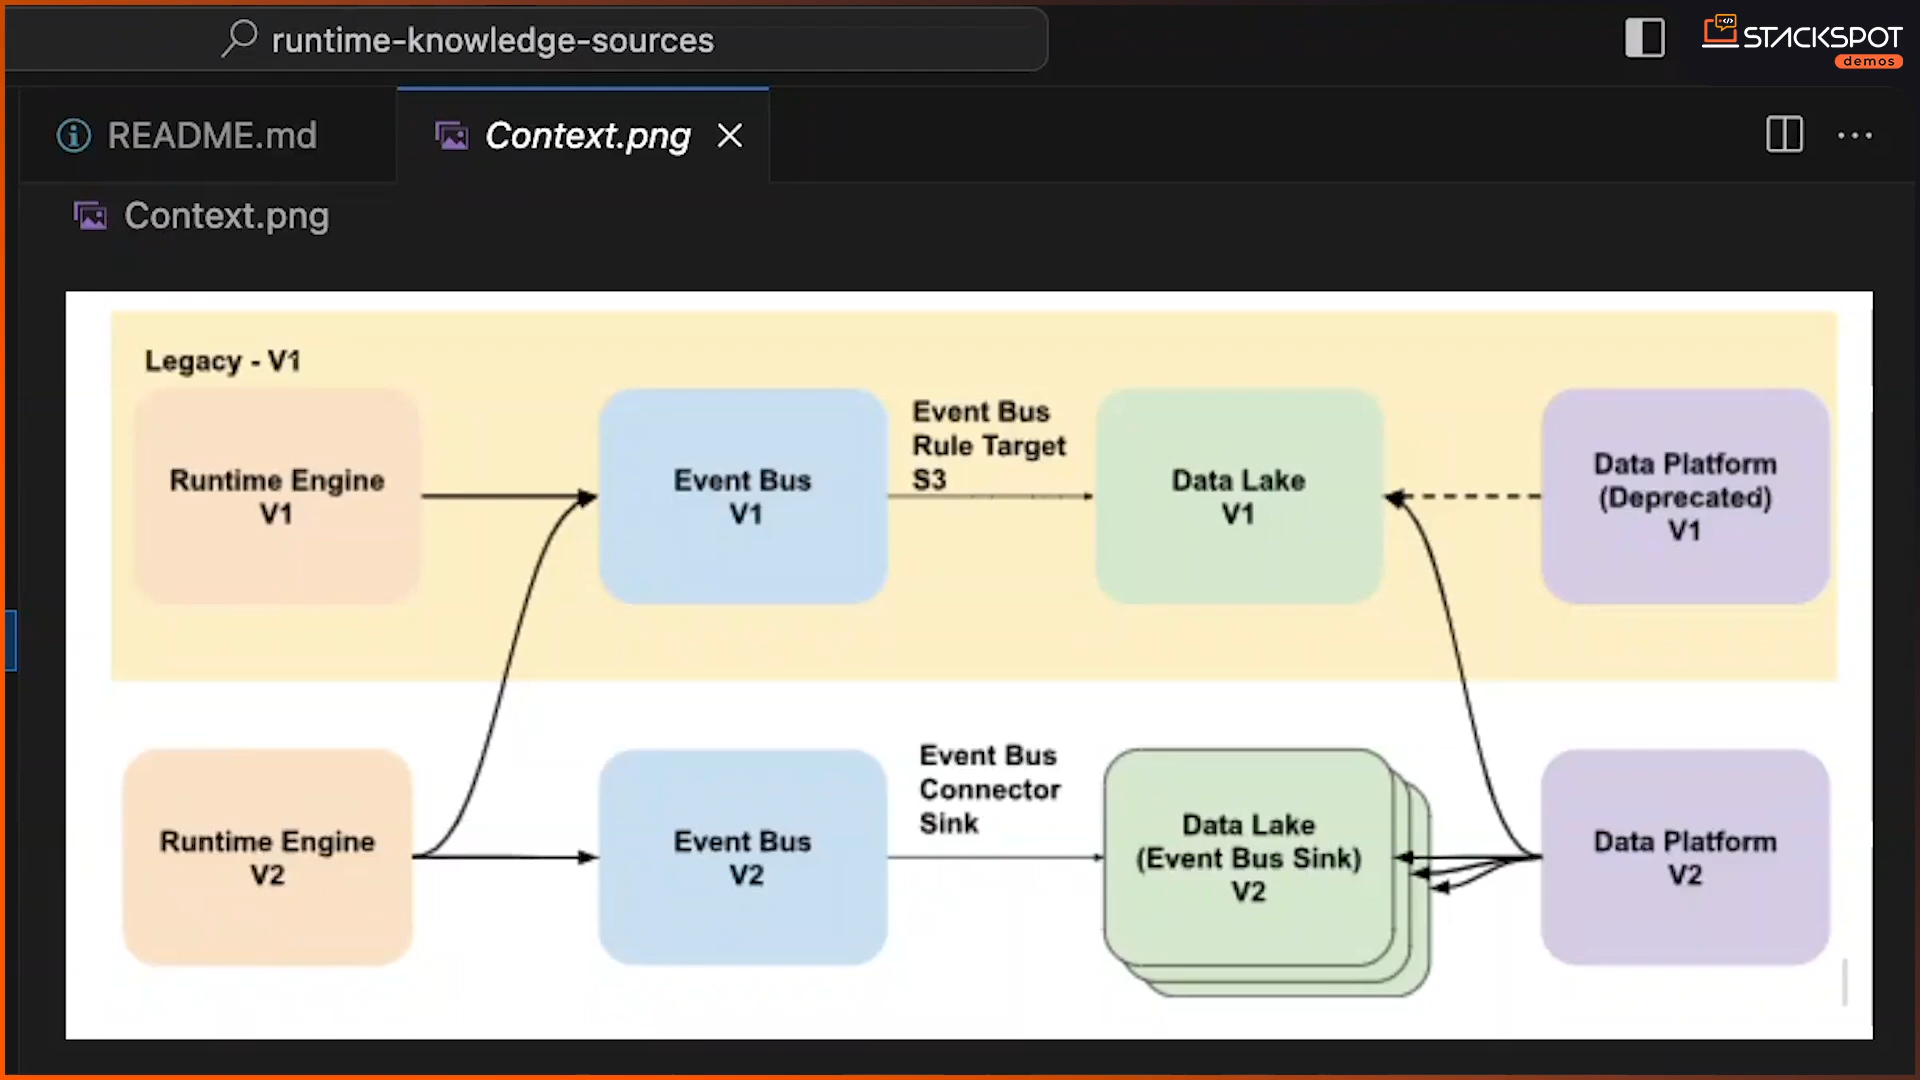 runtime-knowledge-sources
STACKSPOT
demos
README.md
Context.png
Context.png
Legacy - V1
Runtime Engine
V1
Event Bus
V1
Event Bus
Rule Target
S3
Data Lake
V1
Data Platform
(Deprecated)
V1
Runtime Engine
V2
Event Bus
V2
Event Bus
Connector
Sink
Data Lake
(Event Bus Sink)
V2
Data Platform
V2